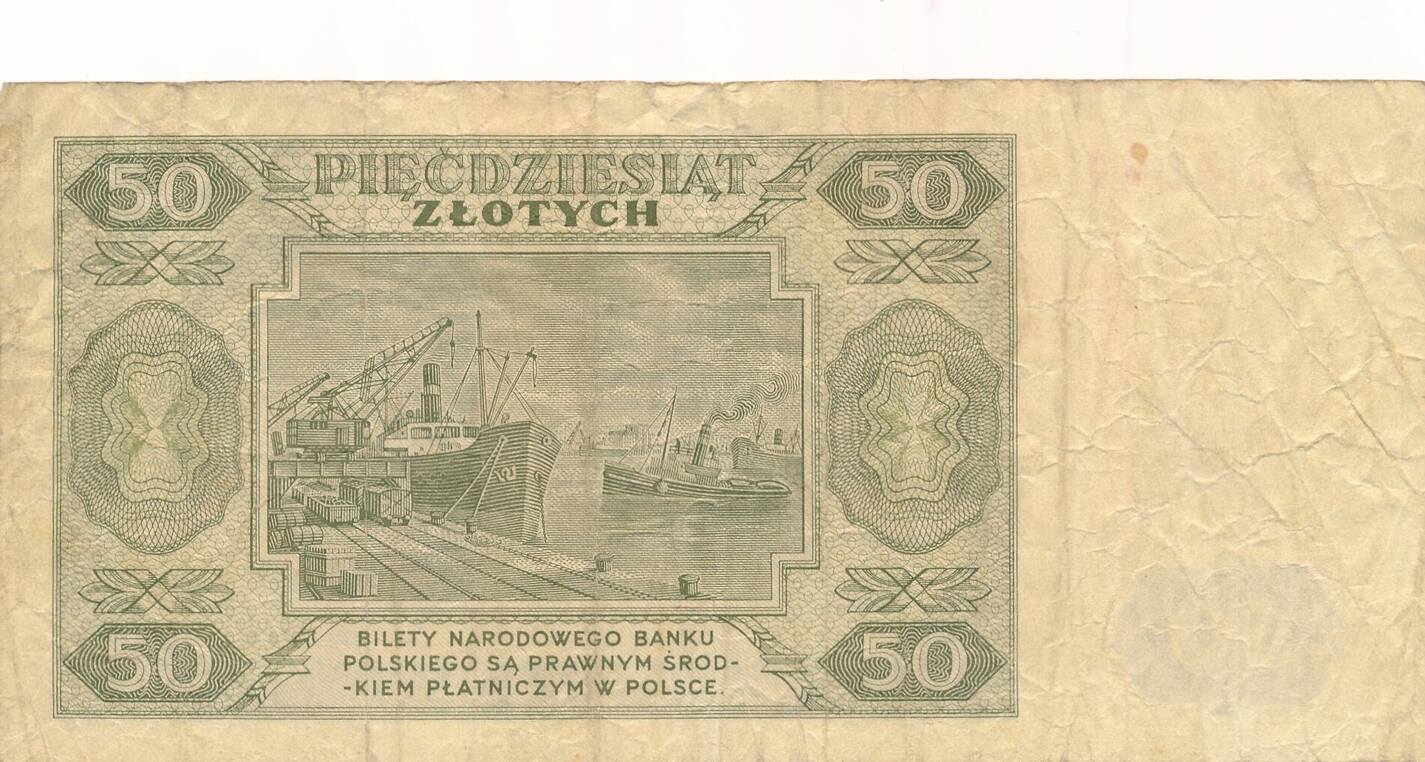 50 PIĘĆDZIESIĄT 50
ZŁOTYCH
50 BILETY NARODOWEGO BANKU 50
POLSKIEGO SĄ PRAWNYM ŚROD-
-KIEM PŁATNICZYM W POLSCE.